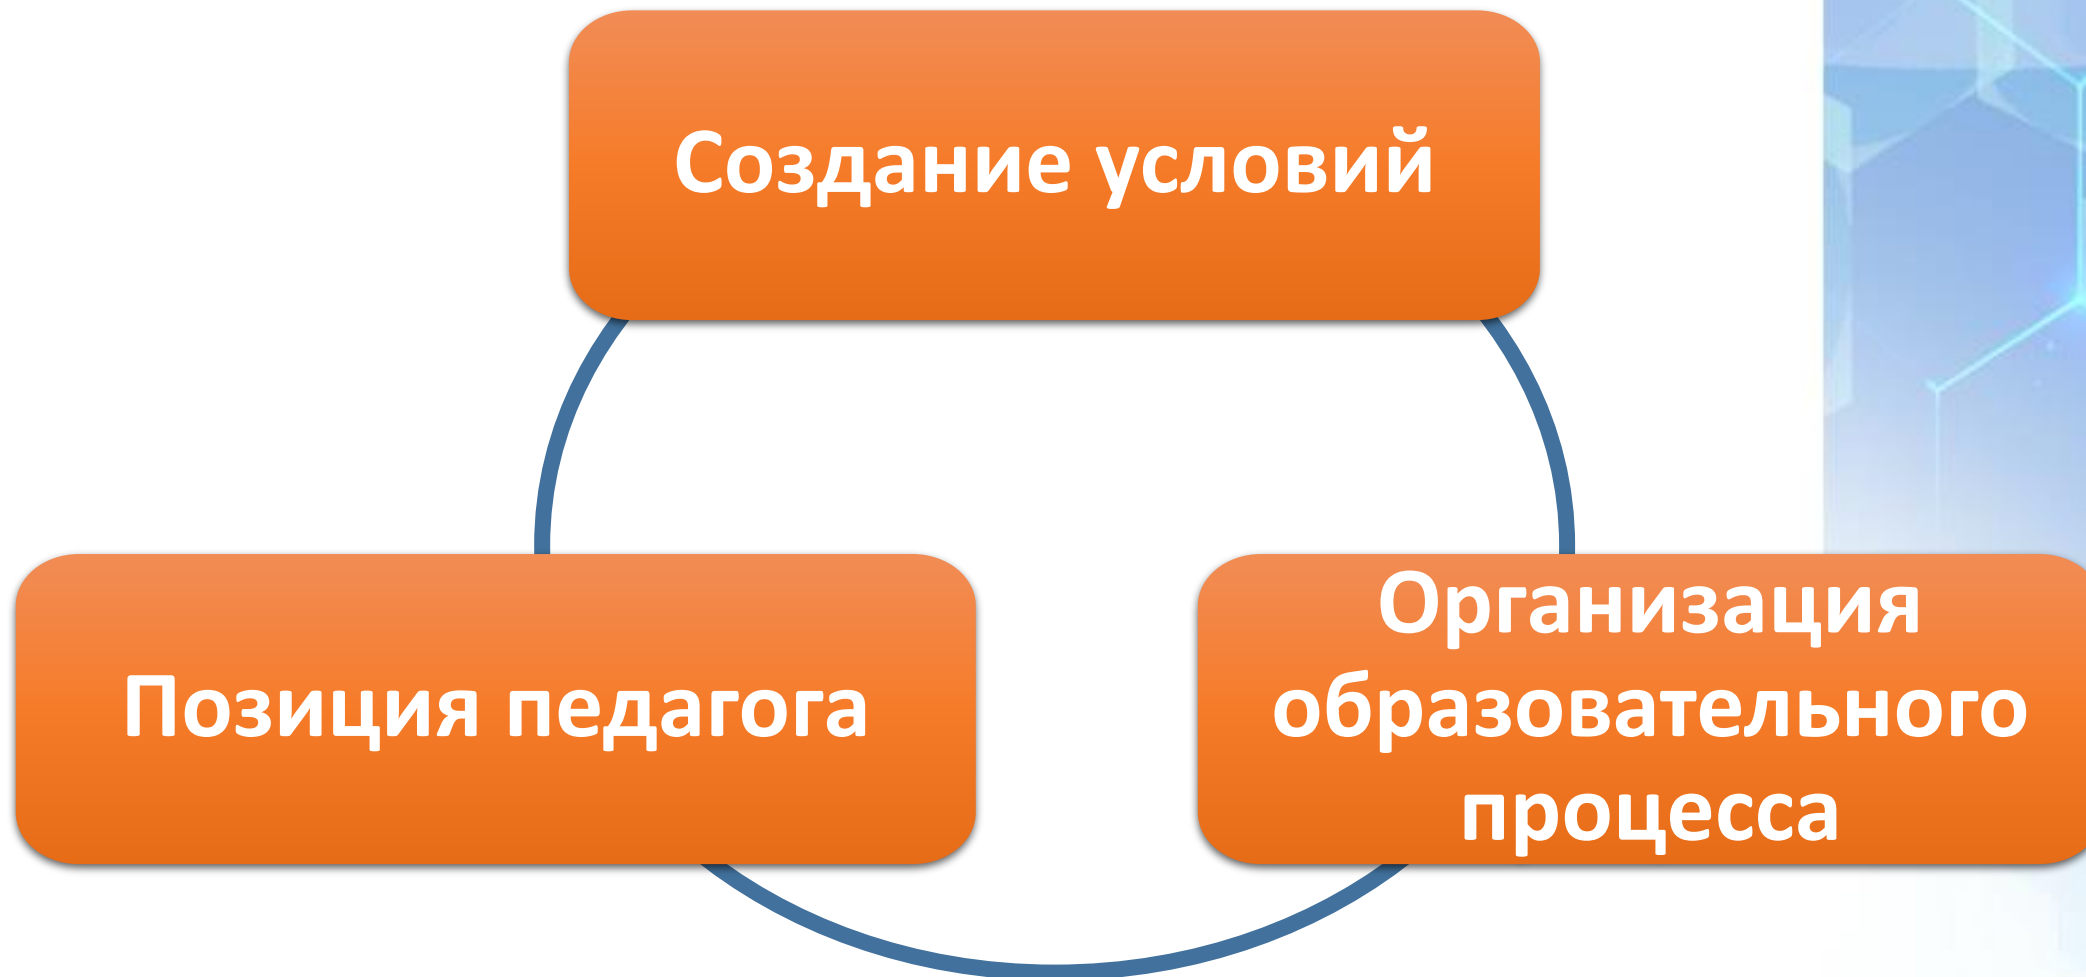 Создание условий
Позиция педагога
Организация
образовательного
процесса